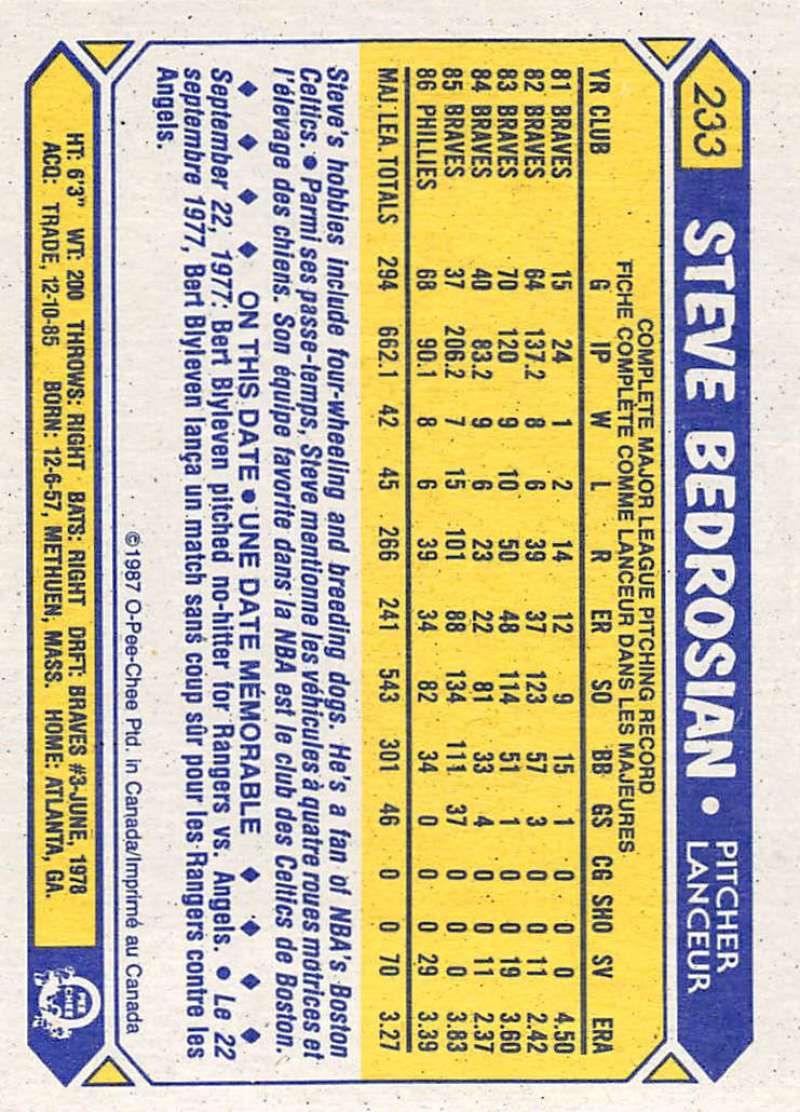 233 STEVE BEDROSIAN • PITCHER
LANCEUR
COMPLETE MAJOR LEAGUE PITCHING RECORD
FICHE COMPLÈTE COMME LANCEUR DANS LES MAJEURES
YR CLUB G IP W L R ER SO BB GS CG SHO SV ERA
81 BRAVES 15 24 1 2 14 12 9 15 1 0 0 0 4.50
82 BRAVES 64 137.2 8 6 39 37 123 57 3 0 0 11 2.42
83 BRAVES 70 120 9 10 50 48 114 51 1 0 0 19 3.60
84 BRAVES 40 83.2 9 6 23 22 81 33 4 0 0 11 2.37
85 BRAVES 37 206.2 7 15 101 88 134 111 37 0 0 0 3.83
86 PHILLIES 68 90.1 8 6 39 34 82 34 0 0 0 29 3.39
MAJ. LEA. TOTALS 294 662.1 42 45 266 241 543 301 46 0 0 70 3.27
Steve's hobbies include four-wheeling and breeding dogs. He's a fan of NBA's Boston
Celtics. • Parmi ses passe-temps, Steve mentionne les véhicules à quatre roues motrices et
l'élevage des chiens. Son équipe favorite dans la NBA est le club des Celtics de Boston.
◆ ◆ ◆ ◆ ON THIS DATE • UNE DATE MÉMORABLE ◆ ◆ ◆ ◆
September 22, 1977: Bert Blyleven pitched no-hitter for Rangers vs. Angels. • Le 22
septembre 1977, Bert Blyleven lança un match sans coup sûr pour les Rangers contre les
Angels.
©1987 O-Pee-Chee Ptd. in Canada/Imprimé au Canada
HT: 6'3" WT: 200 THROWS: RIGHT BATS: RIGHT DRFT: BRAVES #3-JUNE, 1978
ACQ: TRADE, 12-10-85 BORN: 12-6-57, METHUEN, MASS. HOME: ATLANTA, GA.
O
PEE
CHEE